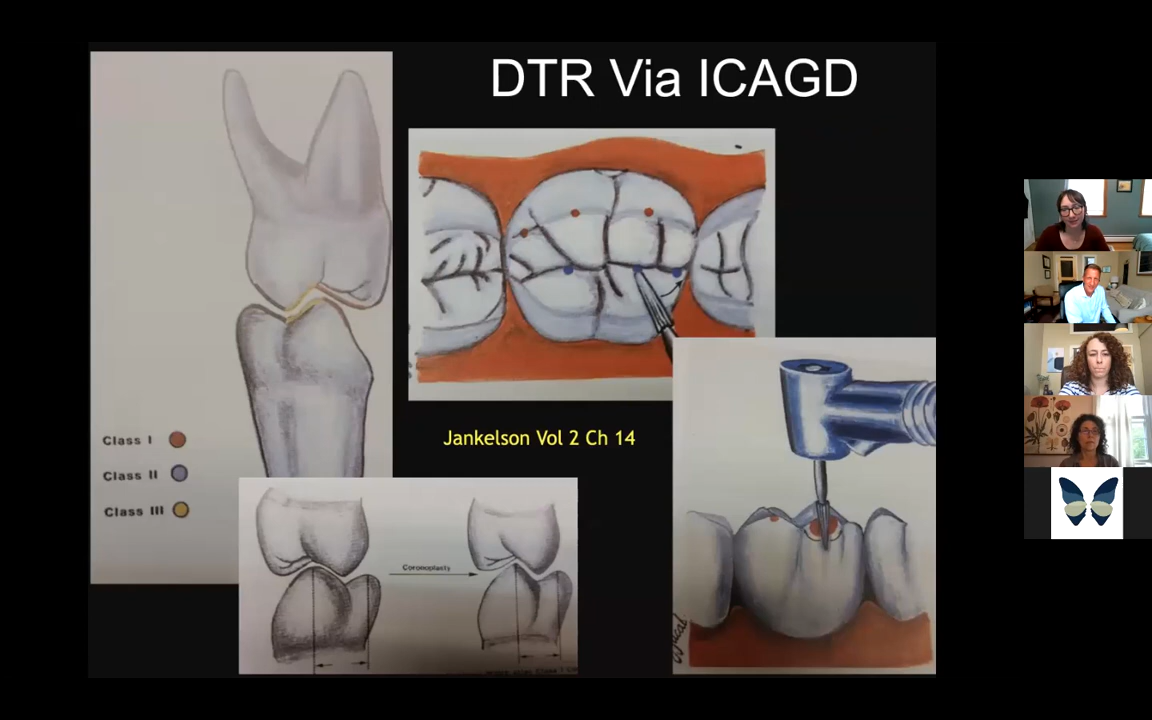 DTR Via ICAGD
Jankelson Vol 2 Ch 14
Class I
Class II
Class III
Coronoplasty